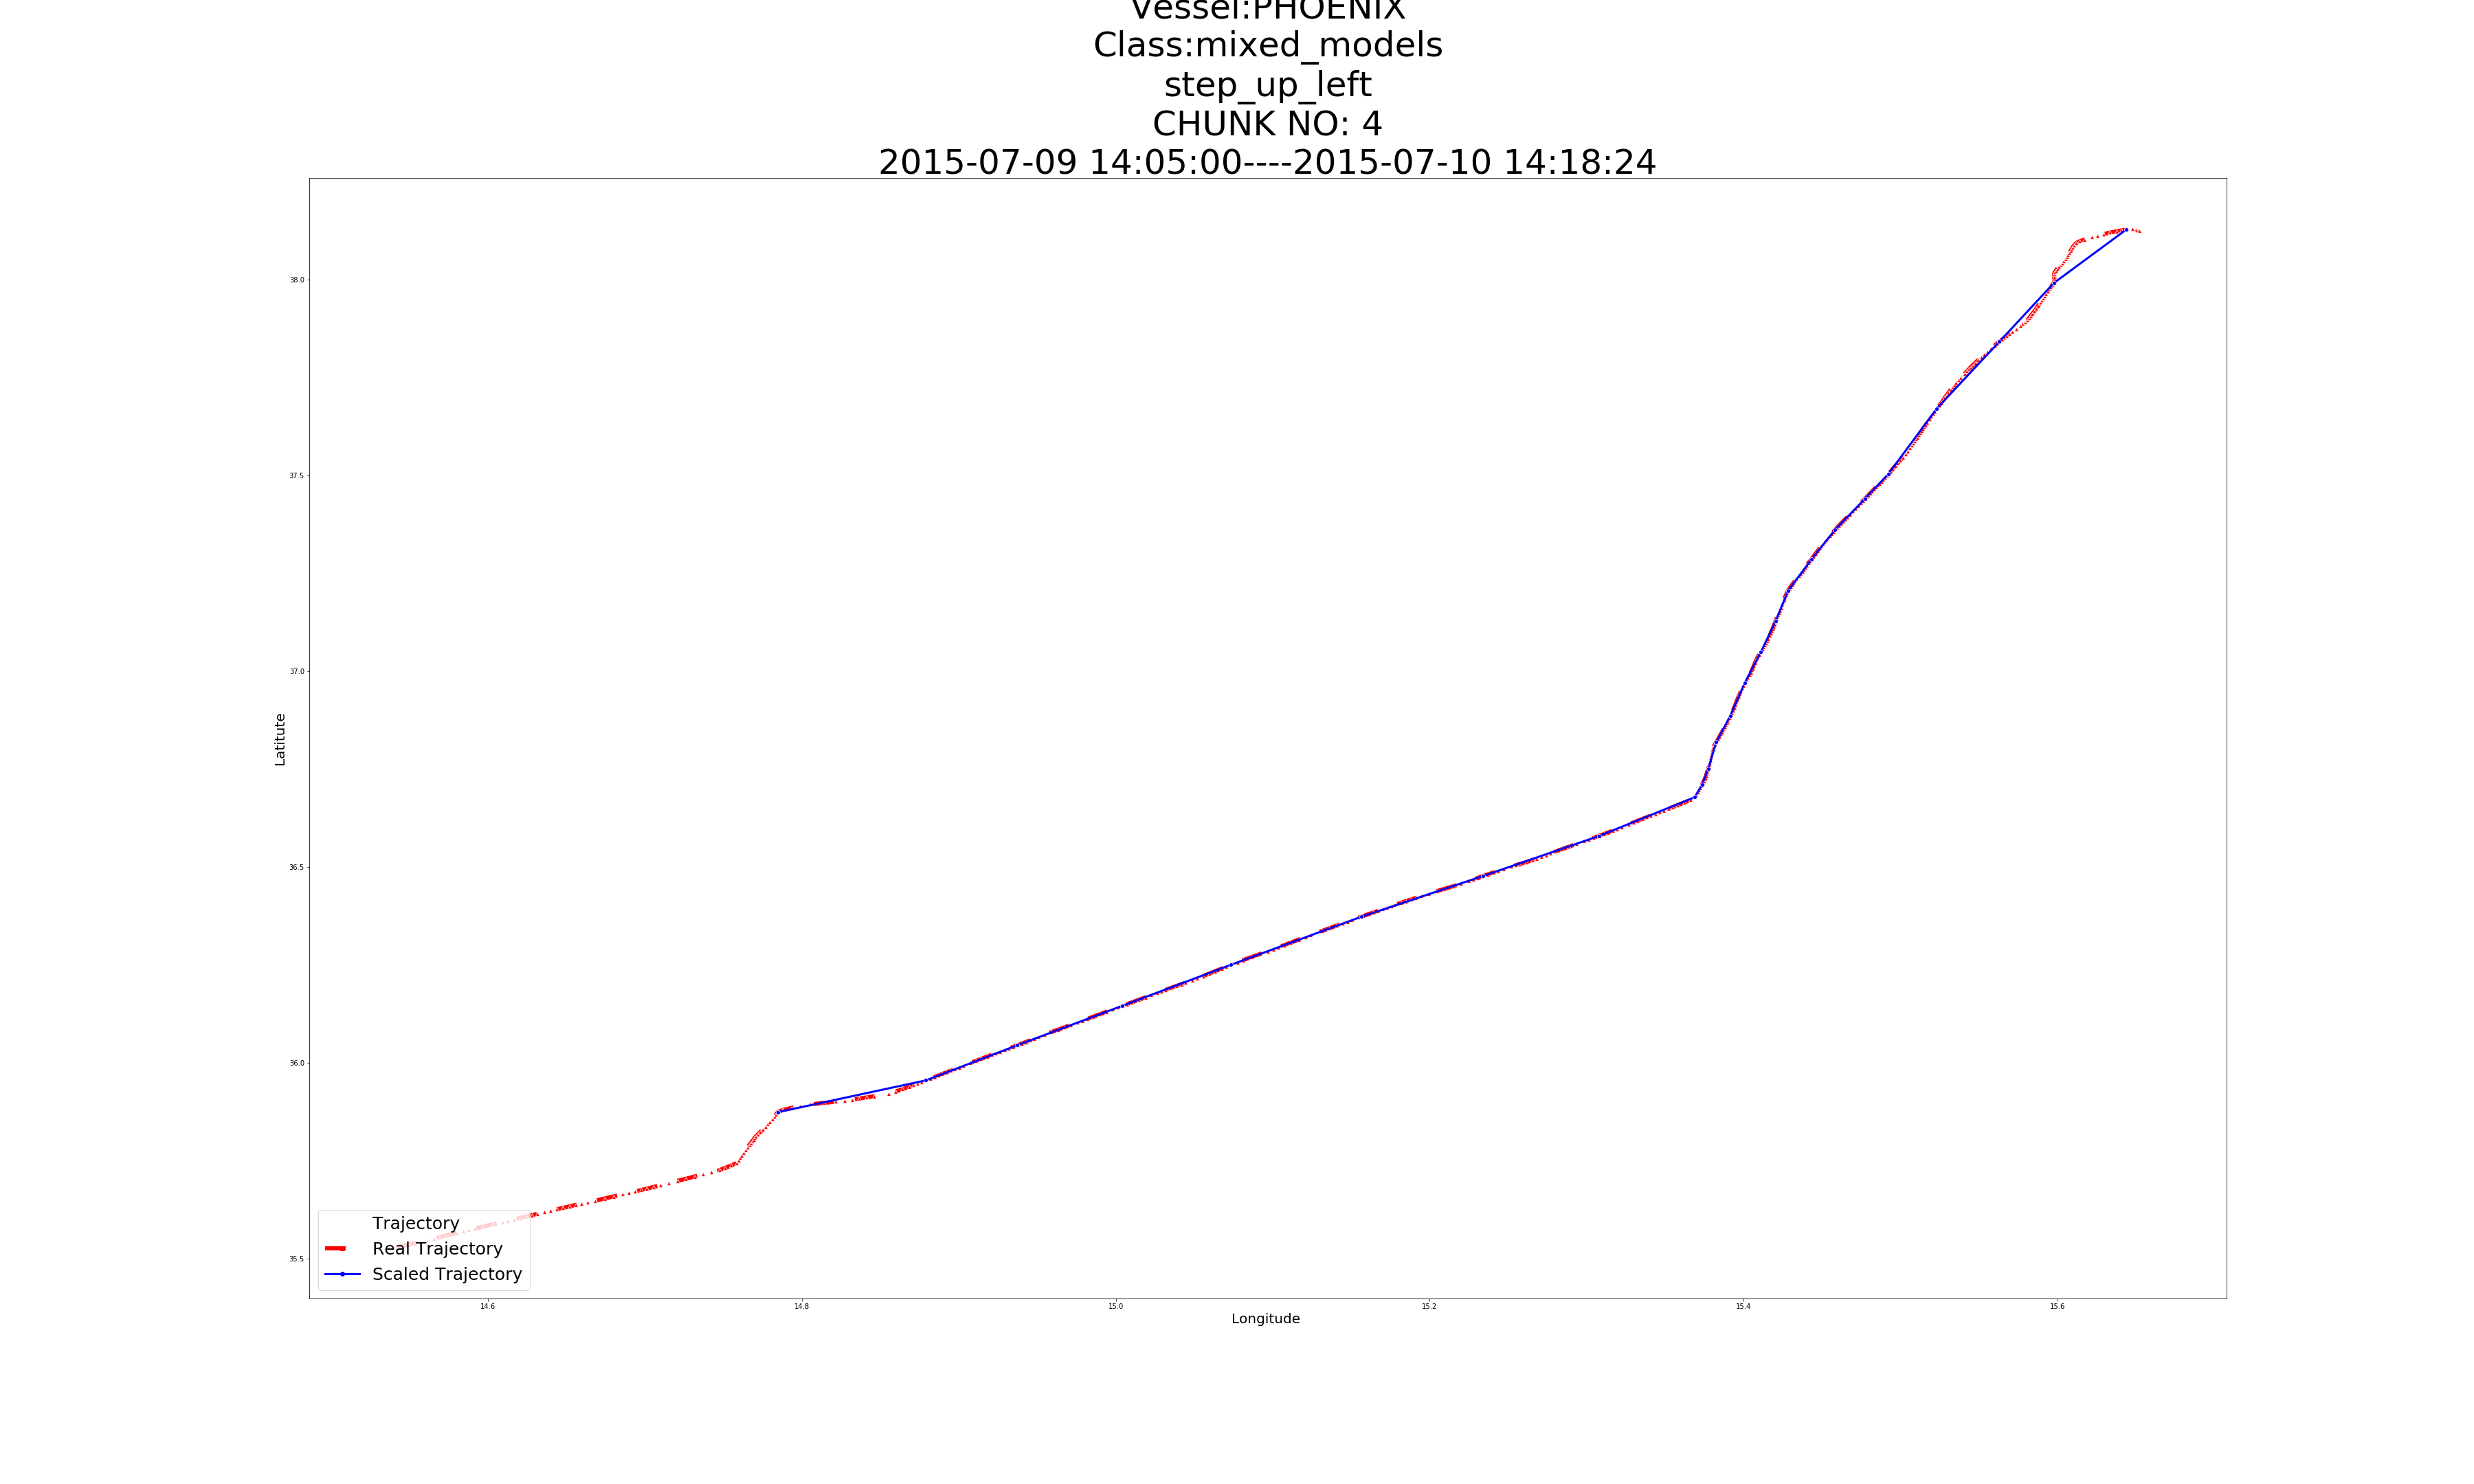 Vessel:PHOENIX
Class:mixed_models
step_up_left
CHUNK NO: 4
2015-07-09 14:05:00----2015-07-10 14:18:24
38.0
37.5
37.0
36.5
36.0
35.5
Latitute
Trajectory
Real Trajectory
Scaled Trajectory
14.6 14.8 15.0 15.2 15.4 15.6
Longitude